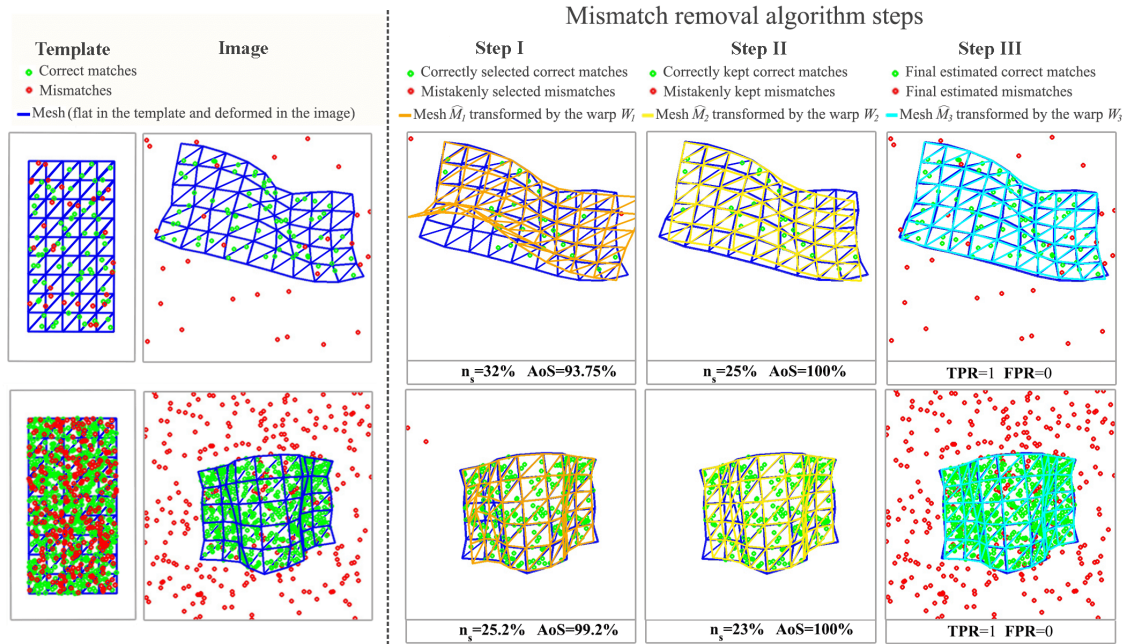 Mismatch removal algorithm steps
Template
Image
Correct matches
Mismatches
Mesh (flat in the template and deformed in the image)
Step I
Correctly selected correct matches
Mistakenly selected mismatches
Mesh M̂₁ transformed by the warp W₁
Step II
Correctly kept correct matches
Mistakenly kept mismatches
Mesh M̂₂ transformed by the warp W₂
Step III
Final estimated correct matches
Final estimated mismatches
Mesh M̂₃ transformed by the warp W₃
nₛ=32% AoS=93.75%
nₛ=25% AoS=100%
TPR=1 FPR=0
nₛ=25.2% AoS=99.2%
nₛ=23% AoS=100%
TPR=1 FPR=0